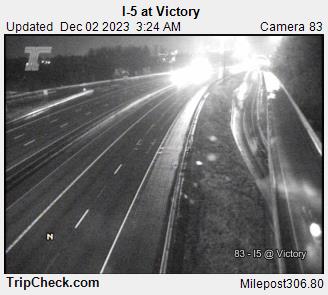 I-5 at Victory
Updated Dec 02 2023 3:24 AM Camera 83
T
N
83 - I5 @ Victory
TripCheck.com Milepost306.80